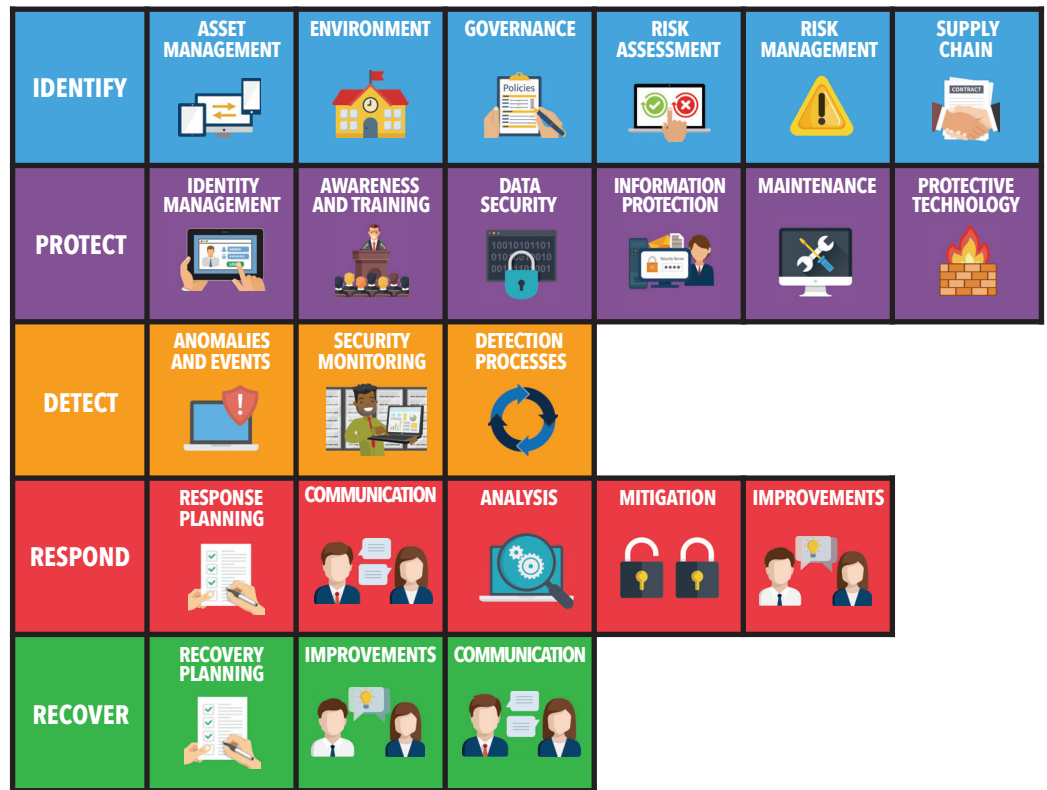 IDENTIFY
ASSET
MANAGEMENT
ENVIRONMENT
GOVERNANCE
Policies
RISK
ASSESSMENT
RISK
MANAGEMENT
SUPPLY
CHAIN
CONTRACT
PROTECT
IDENTITY
MANAGEMENT
AWARENESS
AND TRAINING
DATA
SECURITY
10010101101
INFORMATION
PROTECTION
Security Server
****
MAINTENANCE
PROTECTIVE
TECHNOLOGY
DETECT
ANOMALIES
AND EVENTS
!
SECURITY
MONITORING
DETECTION
PROCESSES
RESPOND
RESPONSE
PLANNING
COMMUNICATION
ANALYSIS
MITIGATION
IMPROVEMENTS
RECOVER
RECOVERY
PLANNING
IMPROVEMENTS
COMMUNICATION